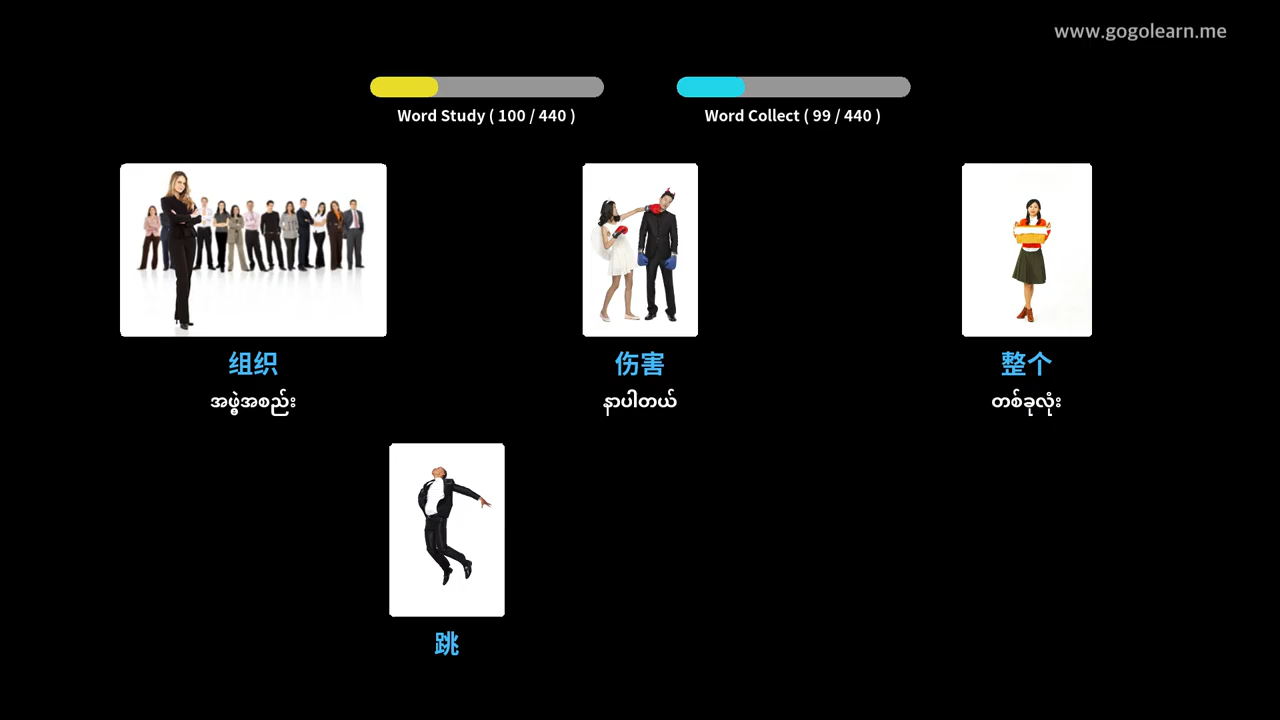 www.gogolearn.me
Word Study ( 100 / 440 )
Word Collect ( 99 / 440 )
组织
အဖွဲ့အစည်း
伤害
နာပါတယ်
整个
တစ်ခုလုံး
跳